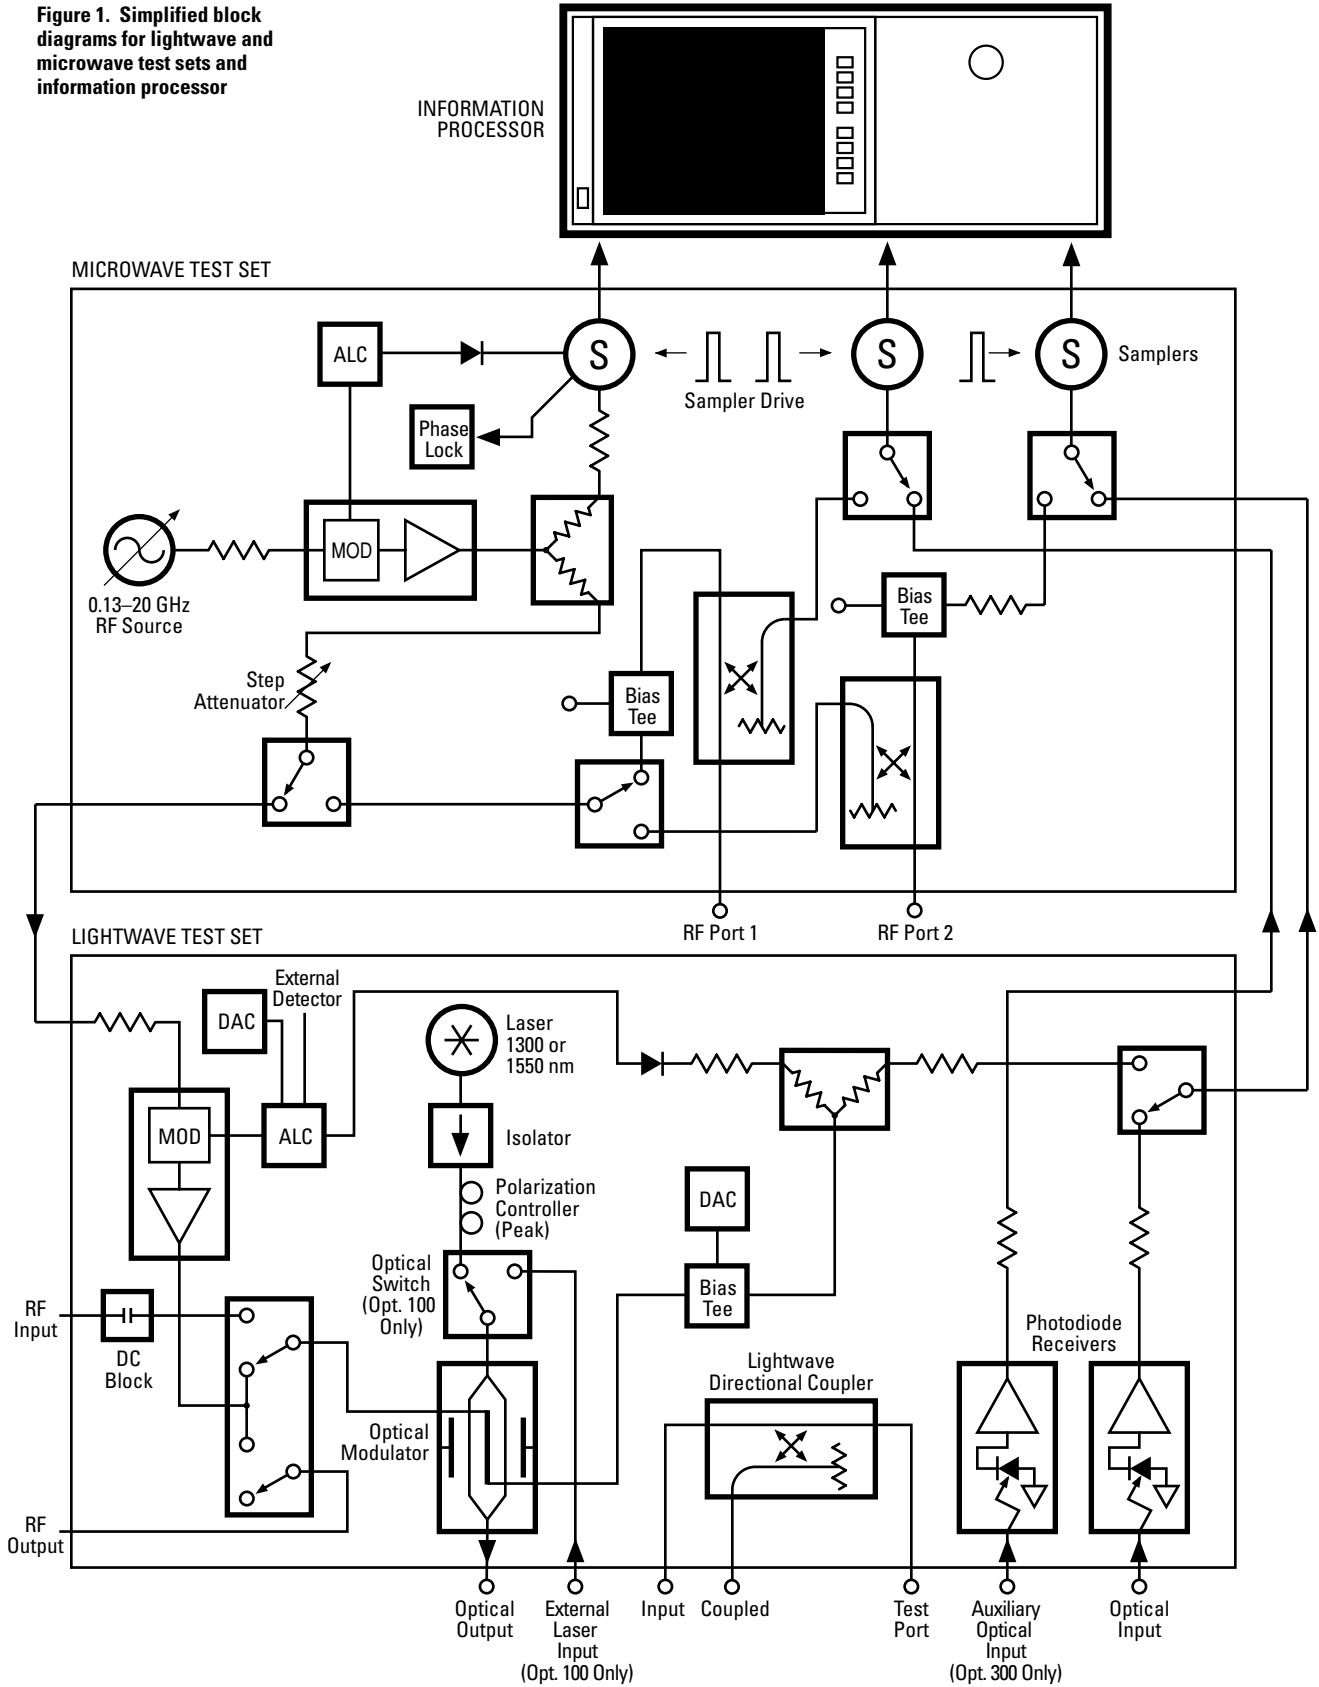 Figure 1. Simplified block
diagrams for lightwave and
microwave test sets and
information processor
INFORMATION
PROCESSOR
MICROWAVE TEST SET
ALC
S
S
S
Samplers
Sampler Drive
Phase
Lock
MOD
0.13–20 GHz
RF Source
Bias
Tee
Step
Attenuator
Bias
Tee
RF Port 1
RF Port 2
LIGHTWAVE TEST SET
External
Detector
DAC
Laser
1300 or
1550 nm
MOD
ALC
Isolator
Polarization
Controller
(Peak)
DAC
Optical
Switch
(Opt. 100
Only)
Bias
Tee
RF
Input
DC
Block
Photodiode
Receivers
Lightwave
Directional Coupler
Optical
Modulator
RF
Output
Optical
Output
External
Laser
Input
(Opt. 100 Only)
Input
Coupled
Test
Port
Auxiliary
Optical
Input
(Opt. 300 Only)
Optical
Input